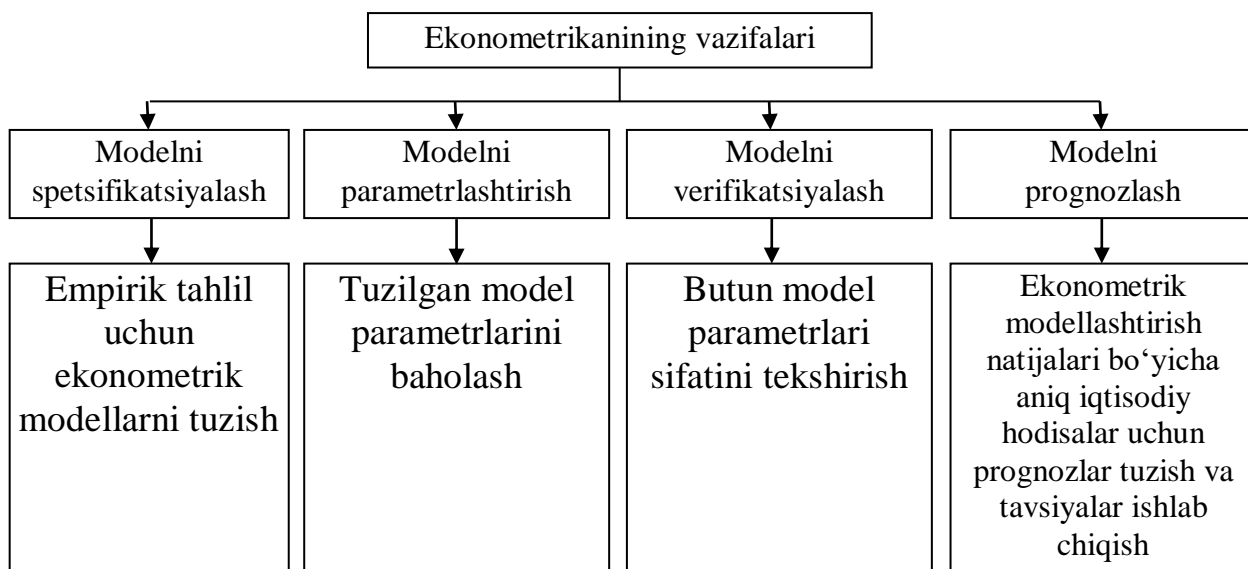 Ekonometrikanining vazifalari
Modelni
spetsifikatsiyalash
Modelni
parametrlashtirish
Modelni
verifikatsiyalash
Modelni
prognozlash
Empirik tahlil
uchun
ekonometrik
modellarni tuzish
Tuzilgan model
parametrlarini
baholash
Butun model
parametrlari
sifatini tekshirish
Ekonometrik
modellashtirish
natijalari bo‘yicha
aniq iqtisodiy
hodisalar uchun
prognozlar tuzish va
tavsiyalar ishlab
chiqish